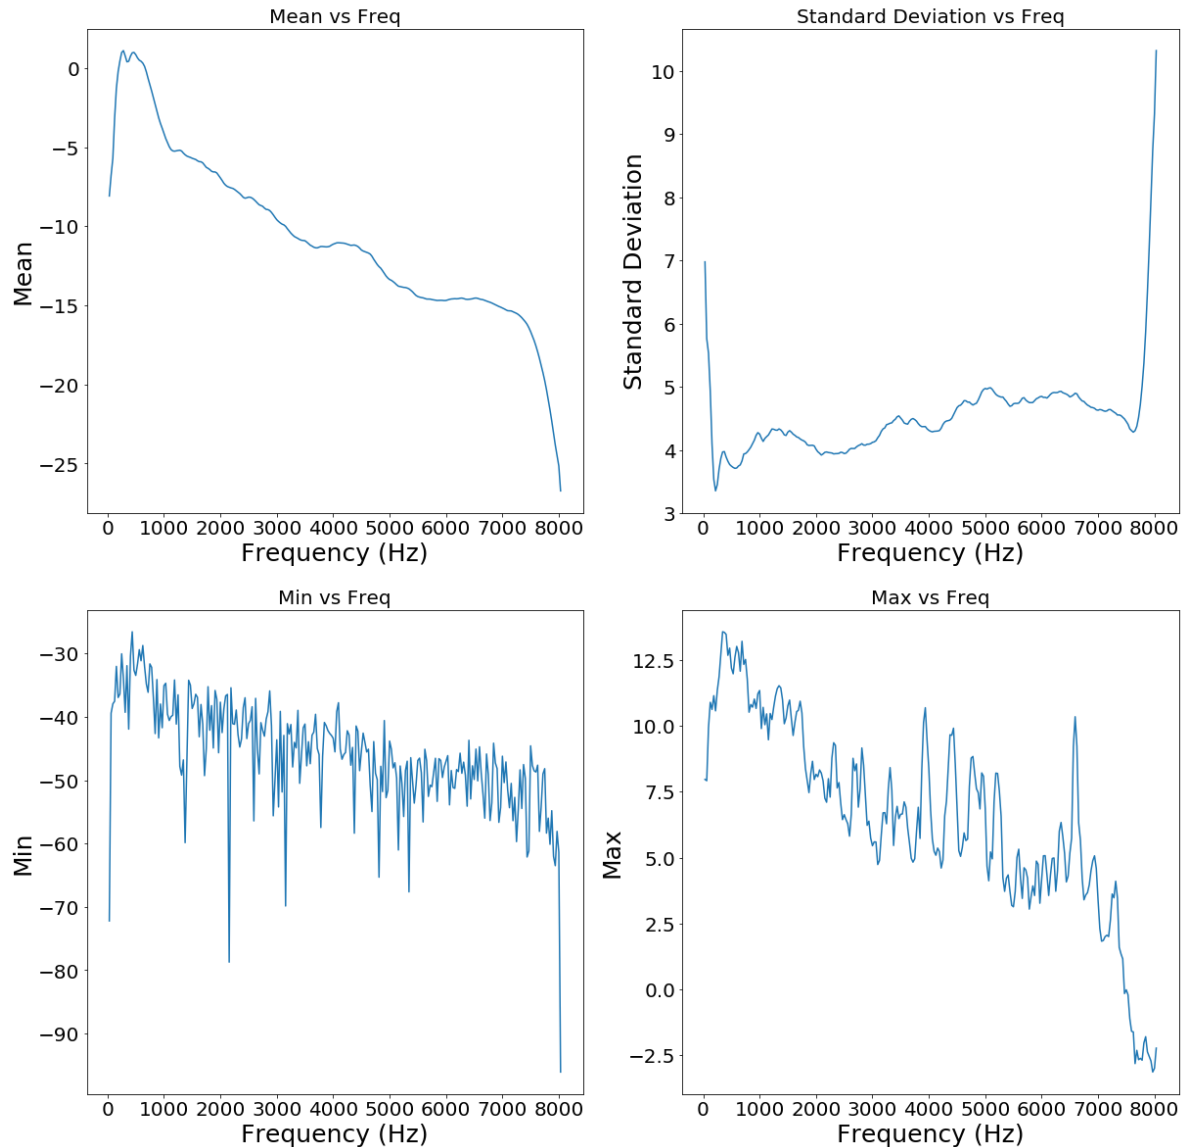 Mean vs Freq
0
−5
−10
−15
−20
−25
Mean
0 1000 2000 3000 4000 5000 6000 7000 8000
Frequency (Hz)
Standard Deviation vs Freq
10
9
8
7
6
5
4
3
Standard Deviation
0 1000 2000 3000 4000 5000 6000 7000 8000
Frequency (Hz)
Min vs Freq
−30
−40
−50
−60
−70
−80
−90
Min
0 1000 2000 3000 4000 5000 6000 7000 8000
Frequency (Hz)
Max vs Freq
12.5
10.0
7.5
5.0
2.5
0.0
−2.5
Max
0 1000 2000 3000 4000 5000 6000 7000 8000
Frequency (Hz)